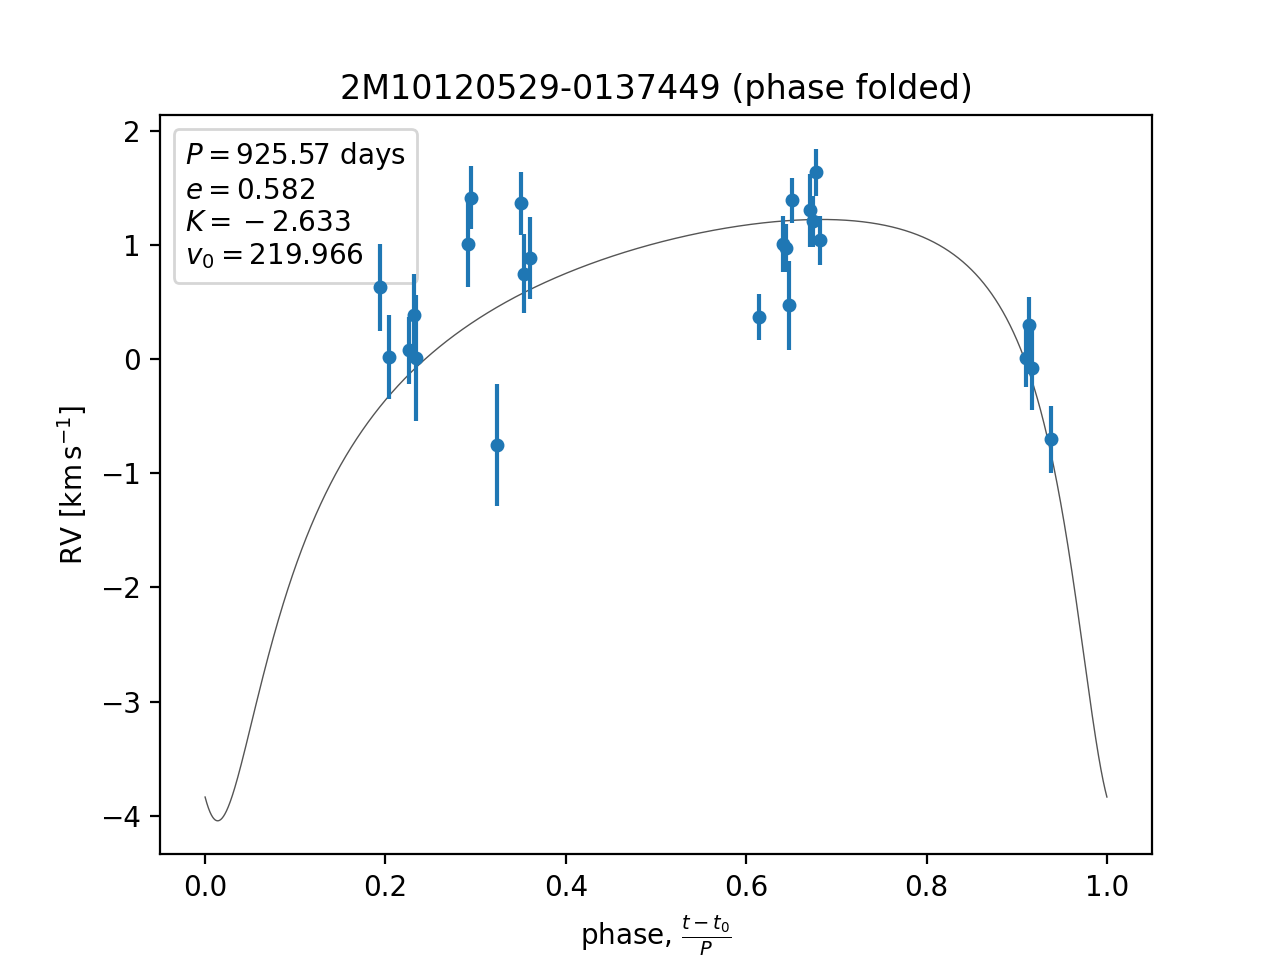 2M10120529-0137449 (phase folded)
P = 925.57 days
e = 0.582
K = −2.633
v₀ = 219.966
2
1
0
−1
−2
−3
−4
RV [km s⁻¹]
0.0 0.2 0.4 0.6 0.8 1.0
phase, (t − t₀)/P